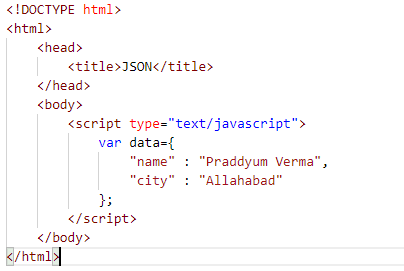 <!DOCTYPE html>
<html>
<head>
<title>JSON</title>
</head>
<body>
<script type="text/javascript">
var data={
"name" : "Praddyum Verma",
"city" : "Allahabad"
};
</script>
</body>
</html>